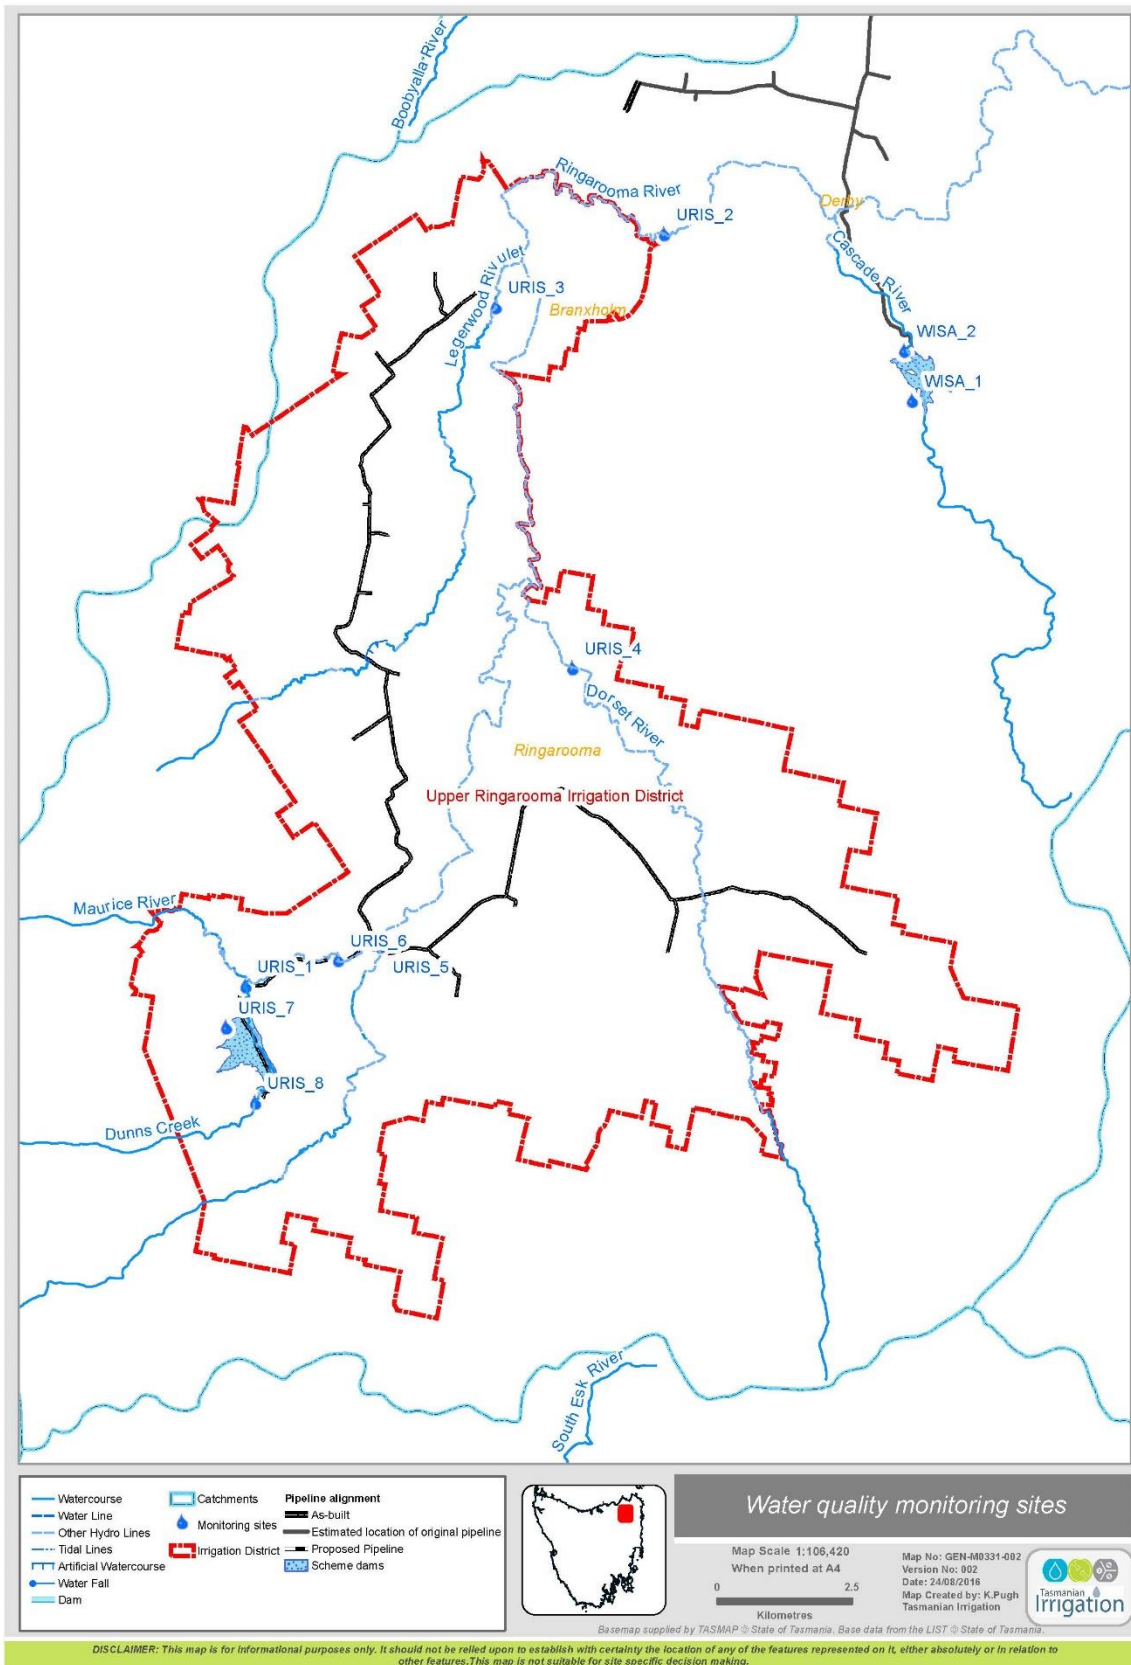 Boobyalla River
Ringarooma River
URIS_2
Derby
Cascade River
Legerwood Rivulet
URIS_3
Branxholm
WISA_2
WISA_1
URIS_4
Dorset River
Ringarooma
Upper Ringarooma Irrigation District
Maurice River
URIS_6
URIS_1
URIS_5
URIS_7
URIS_8
Dunns Creek
South Esk River
Watercourse
Water Line
Other Hydro Lines
Tidal Lines
Artificial Watercourse
Water Fall
Dam
Catchments
Monitoring sites
Irrigation District
Pipeline alignment
As-built
Estimated location of original pipeline
Proposed Pipeline
Scheme dams
Water quality monitoring sites
Map Scale 1:106,420
When printed at A4
0 2.5
Kilometres
Map No: GEN-M0331-002
Version No: 002
Date: 24/08/2016
Map Created by: K.Pugh
Tasmanian Irrigation
Tasmanian
Irrigation
Basemap supplied by TASMAP © State of Tasmania, Base data from the LIST © State of Tasmania.
DISCLAIMER: This map is for informational purposes only. It should not be relied upon to establish with certainty the location of any of the features represented on it, either absolutely or in relation to
other features.This map is not suitable for site specific decision making.